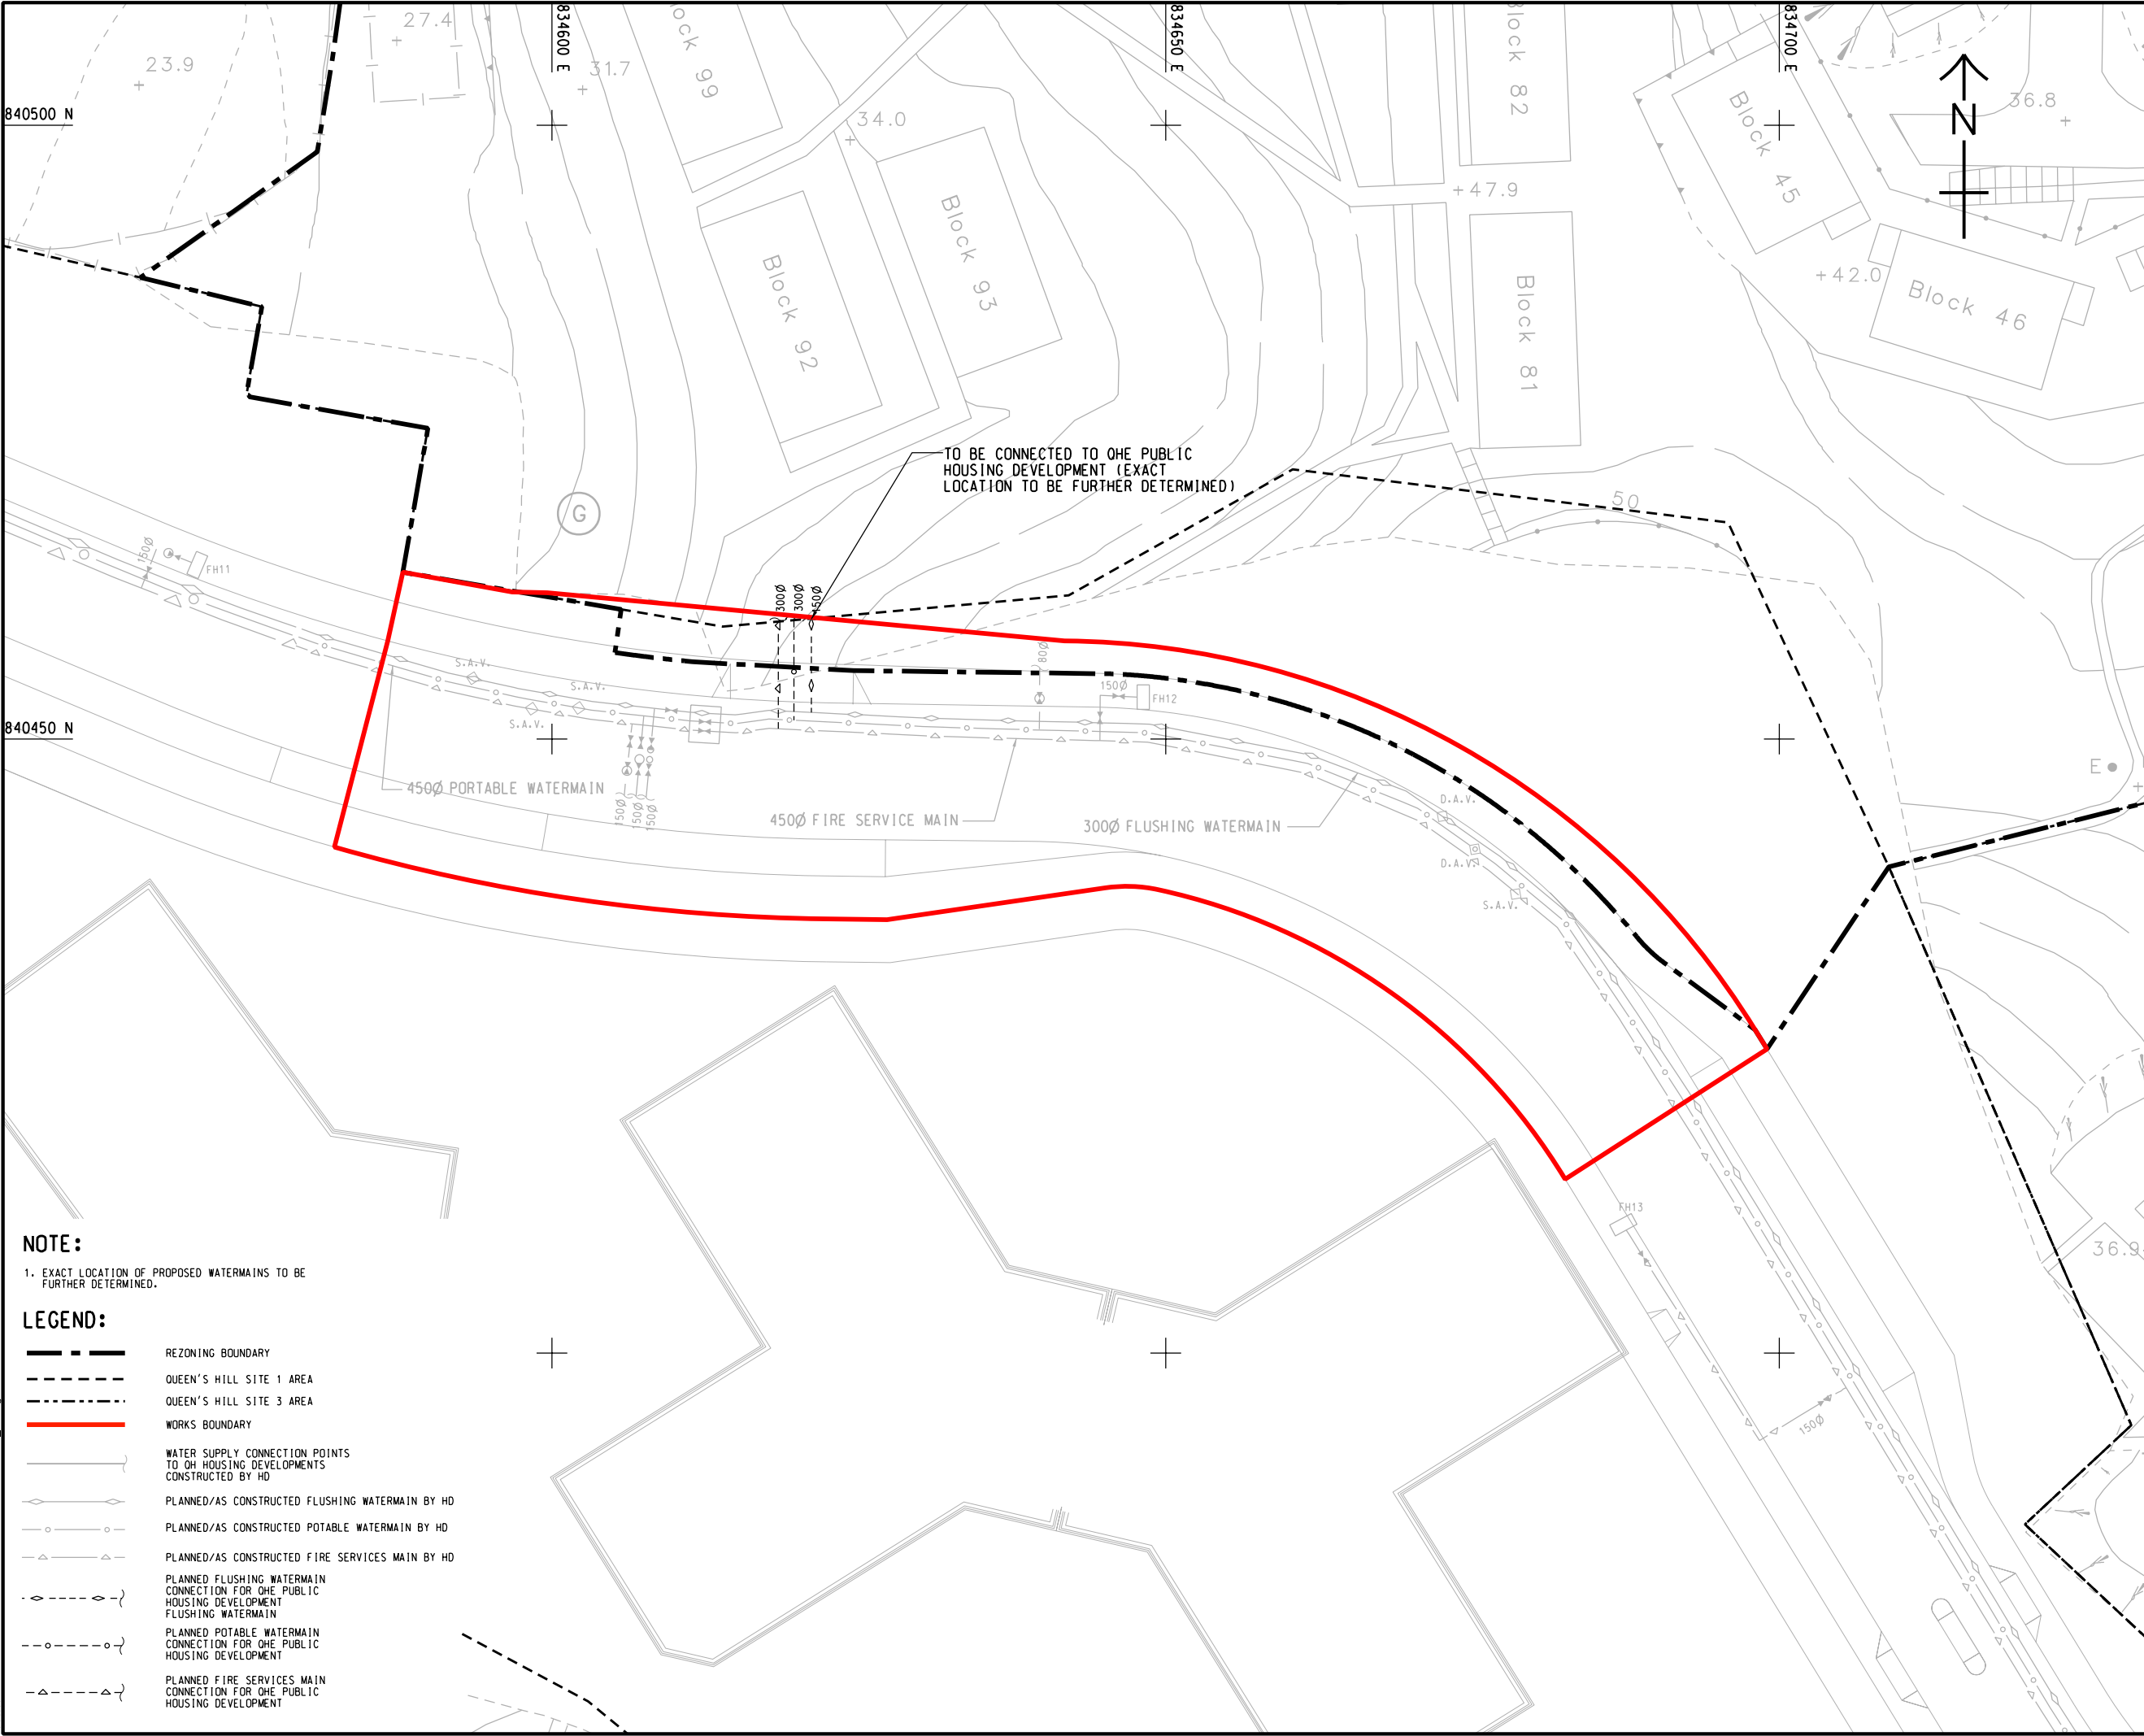 27.4
23.9
834600 E
31.7
Block 99
34.0
834650 E
Block 82
834700 E
Block 45
N
36.8
840500 N
+47.9
Block 93
Block 92
Block 81
+42.0
Block 46
TO BE CONNECTED TO QHE PUBLIC
HOUSING DEVELOPMENT (EXACT
LOCATION TO BE FURTHER DETERMINED)
50
G
150Ø
FH11
300Ø
300Ø
150Ø
80Ø
150Ø
FH12
S.A.V.
S.A.V.
S.A.V.
840450 N
450Ø PORTABLE WATERMAIN
150Ø
150Ø
150Ø
450Ø FIRE SERVICE MAIN
300Ø FLUSHING WATERMAIN
D.A.V.
D.A.V.
S.A.V.
E
FH13
36.9
150Ø
NOTE:
1. EXACT LOCATION OF PROPOSED WATERMAINS TO BE
FURTHER DETERMINED.
LEGEND:
REZONING BOUNDARY
QUEEN'S HILL SITE 1 AREA
QUEEN'S HILL SITE 3 AREA
WORKS BOUNDARY
WATER SUPPLY CONNECTION POINTS
TO QH HOUSING DEVELOPMENTS
CONSTRUCTED BY HD
PLANNED/AS CONSTRUCTED FLUSHING WATERMAIN BY HD
PLANNED/AS CONSTRUCTED POTABLE WATERMAIN BY HD
PLANNED/AS CONSTRUCTED FIRE SERVICES MAIN BY HD
PLANNED FLUSHING WATERMAIN
CONNECTION FOR QHE PUBLIC
HOUSING DEVELOPMENT
FLUSHING WATERMAIN
PLANNED POTABLE WATERMAIN
CONNECTION FOR QHE PUBLIC
HOUSING DEVELOPMENT
PLANNED FIRE SERVICES MAIN
CONNECTION FOR QHE PUBLIC
HOUSING DEVELOPMENT